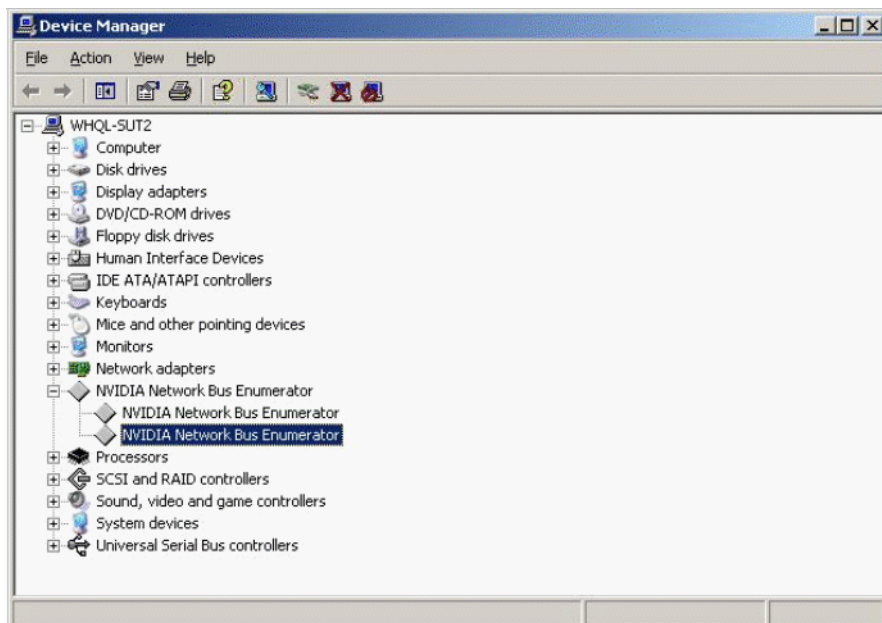 Device Manager
File Action View Help
WHQL-SUT2
Computer
Disk drives
Display adapters
DVD/CD-ROM drives
Floppy disk drives
Human Interface Devices
IDE ATA/ATAPI controllers
Keyboards
Mice and other pointing devices
Monitors
Network adapters
NVIDIA Network Bus Enumerator
NVIDIA Network Bus Enumerator
NVIDIA Network Bus Enumerator
Processors
SCSI and RAID controllers
Sound, video and game controllers
System devices
Universal Serial Bus controllers